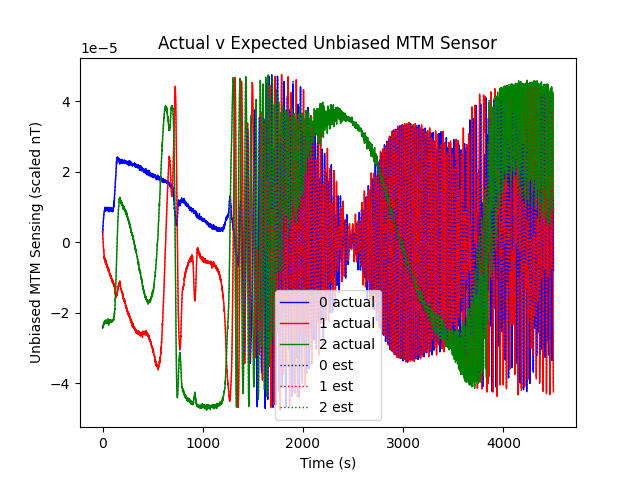 Actual v Expected Unbiased MTM Sensor
1e−5
Unbiased MTM Sensing (scaled nT)
4
2
0
−2
−4
0 actual
1 actual
2 actual
0 est
1 est
2 est
0 1000 2000 3000 4000
Time (s)